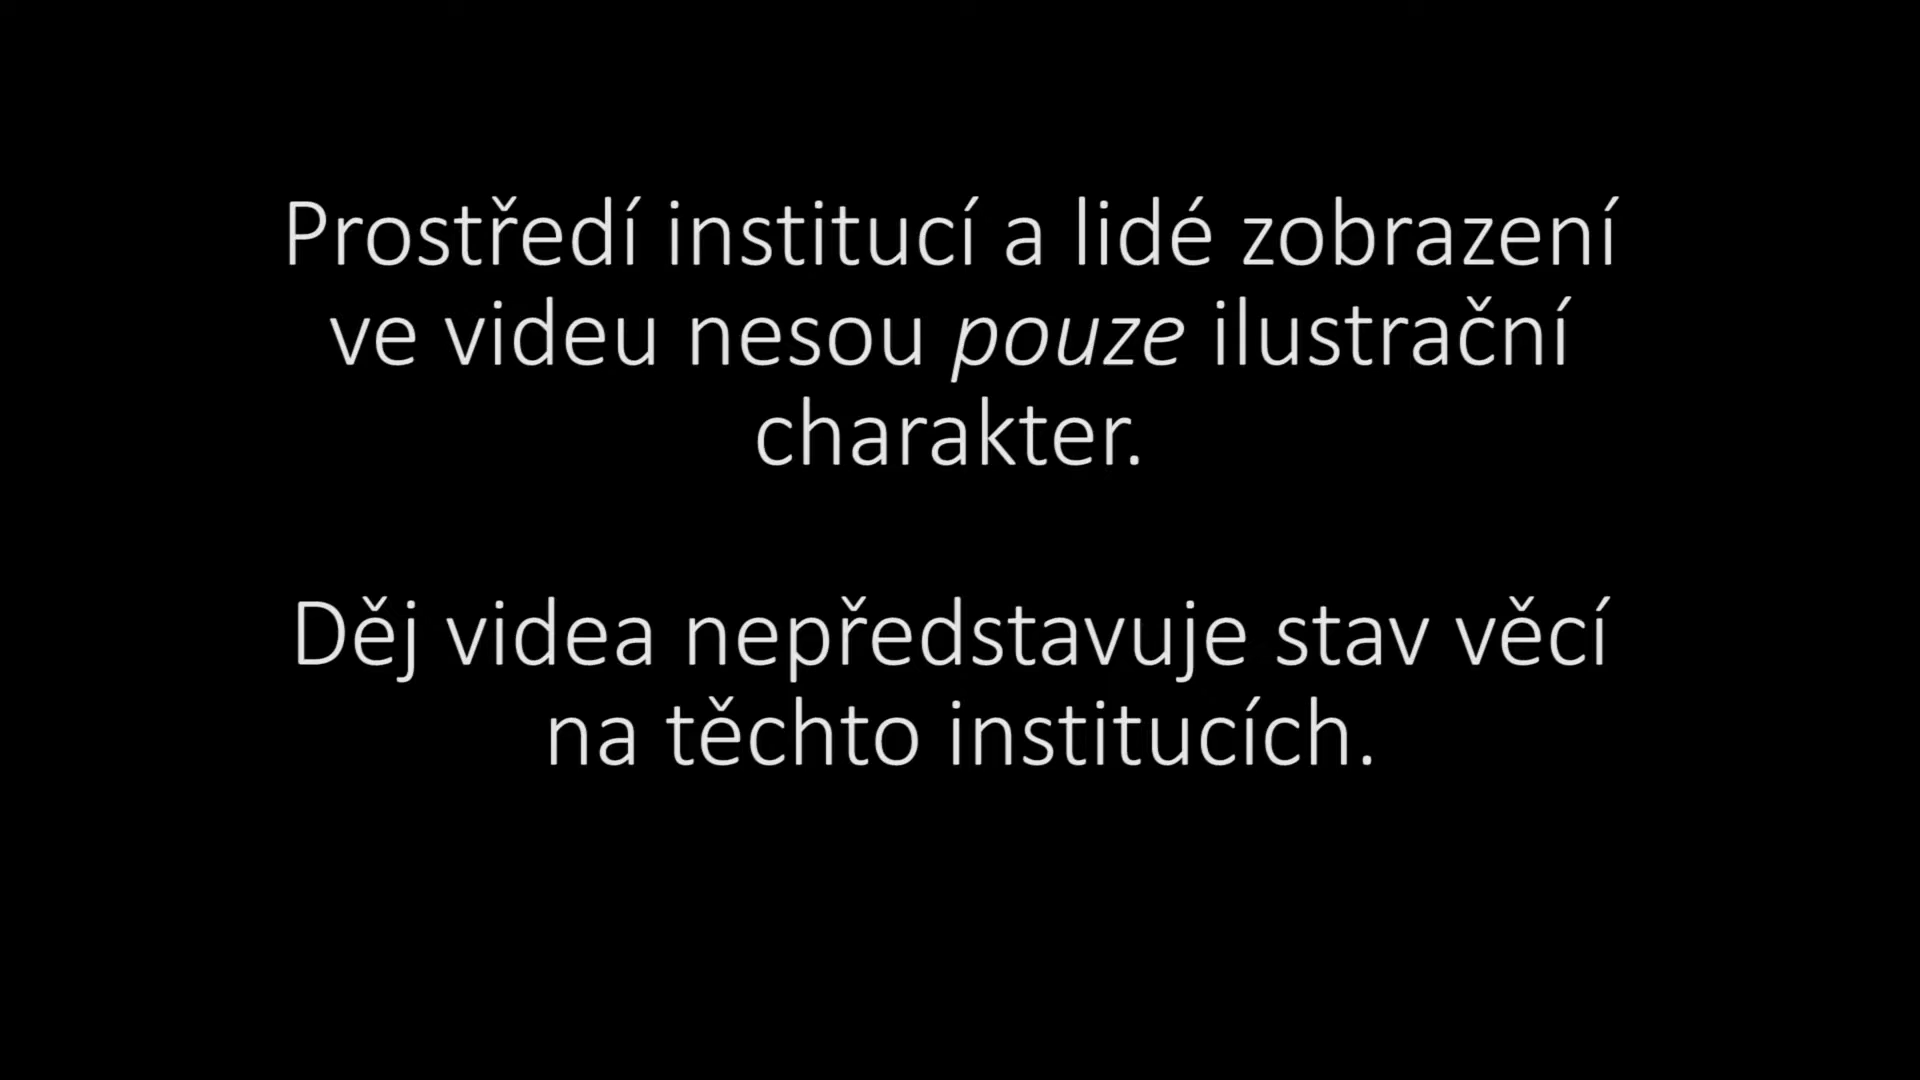 Prostředí institucí a lidé zobrazení
ve videu nesou pouze ilustrační
charakter.
Děj videa nepředstavuje stav věcí
na těchto institucích.